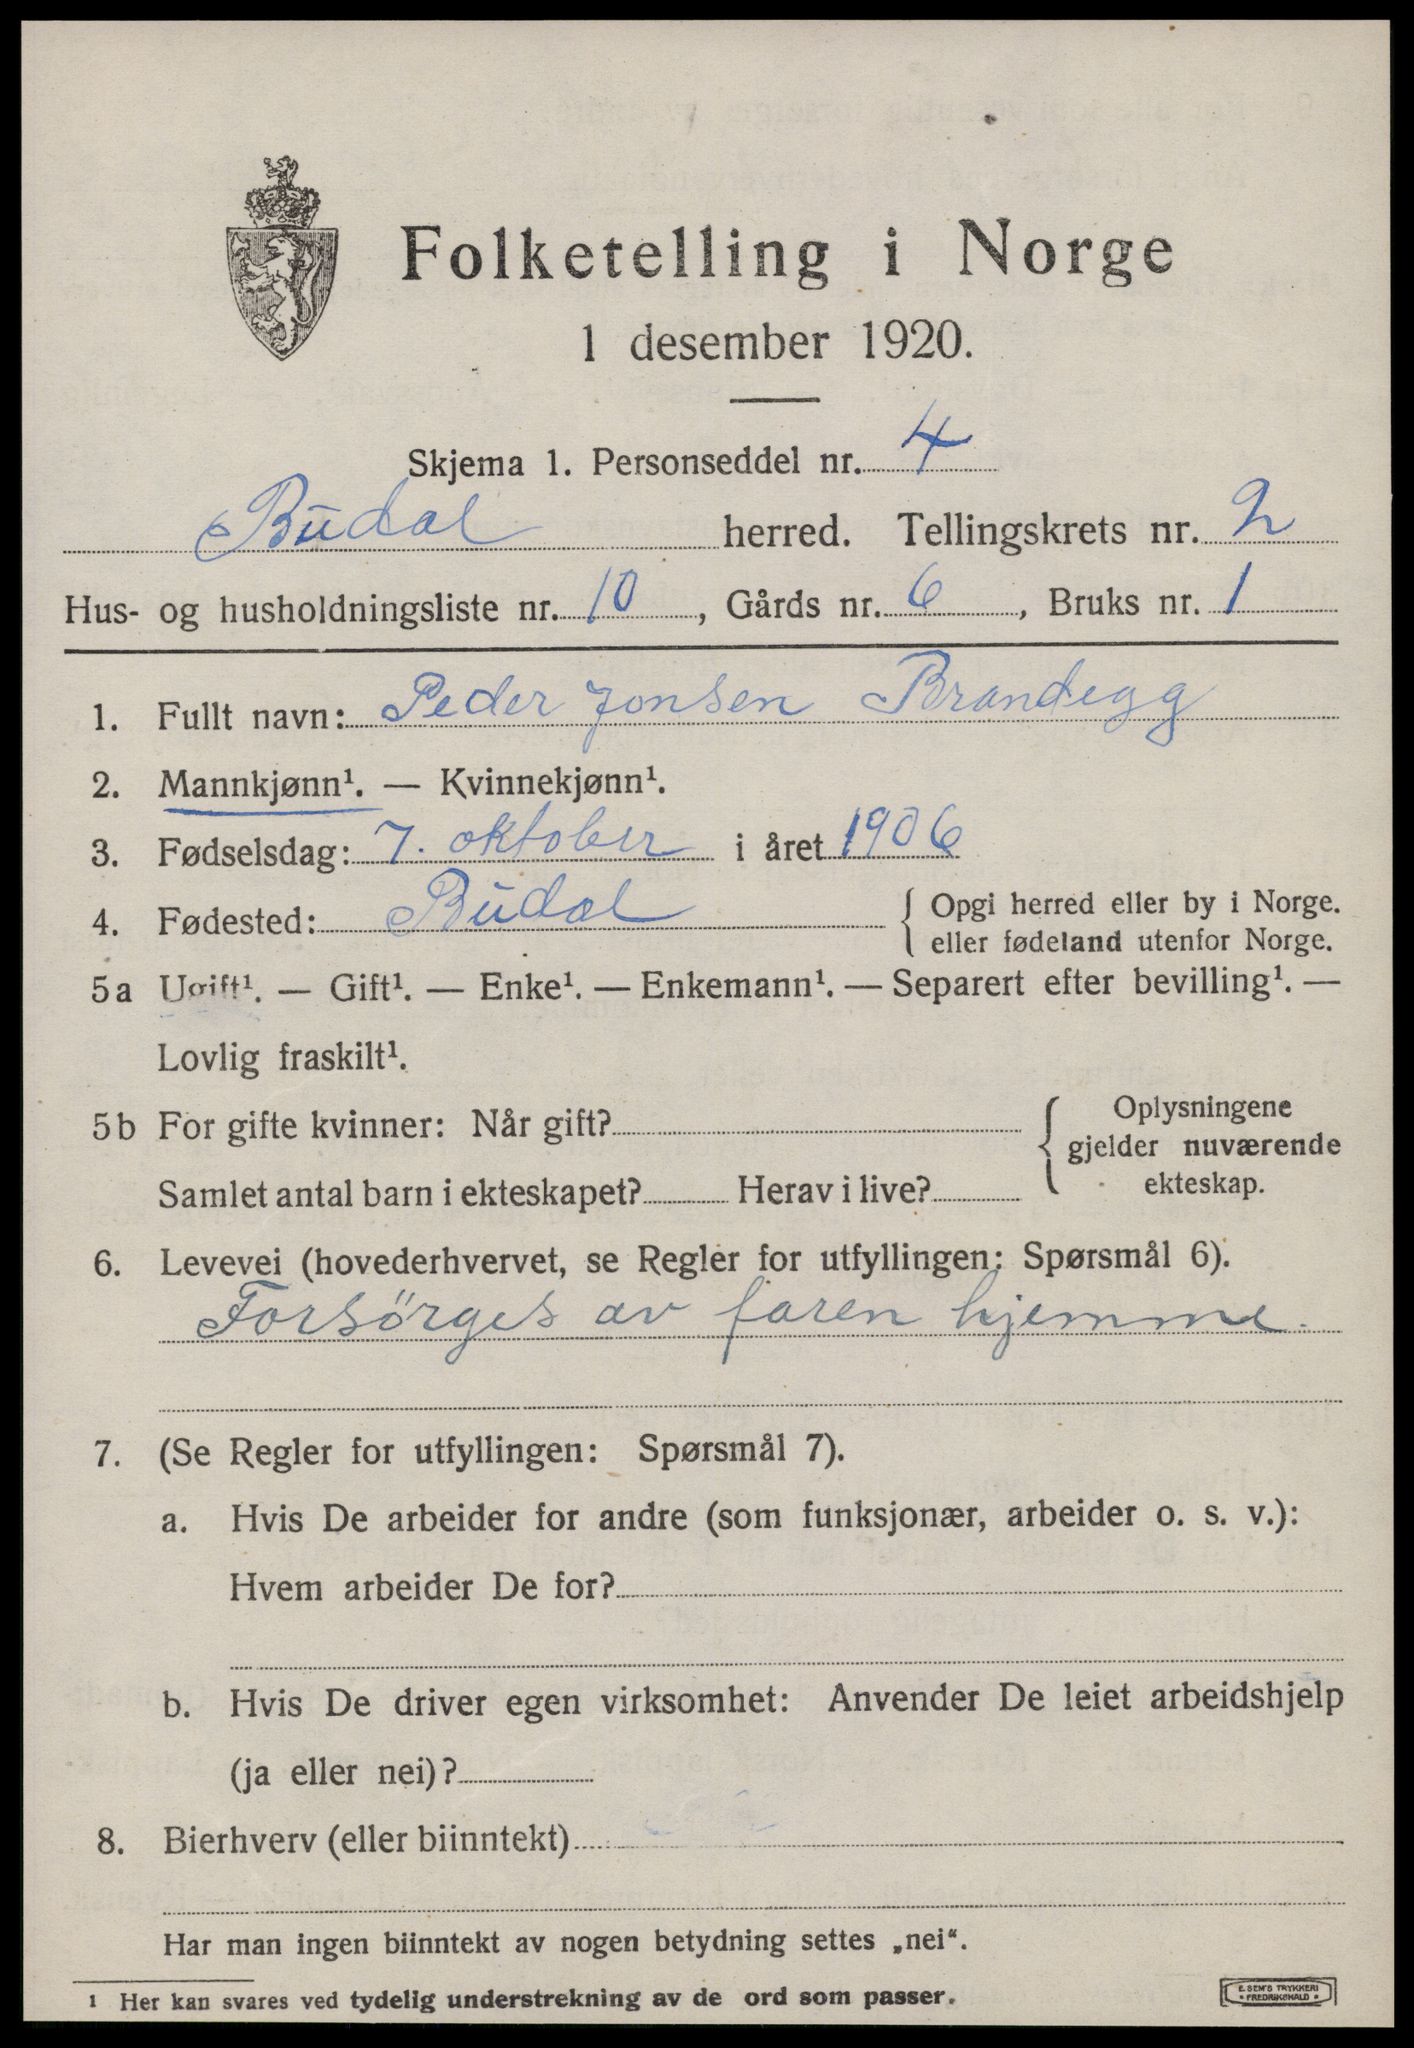 Folketelling i Norge
1 desember 1920.
Skjema 1. Personseddel nr. 4
Budal herred. Tellingskrets nr. 2
Hus- og husholdningsliste nr. 10, Gårds nr. 6, Bruks nr. 1
1. Fullt navn: Peder Jonsen Brandegg
2. Mannkjønn¹. — Kvinnekjønn¹.
3. Fødselsdag: 7. oktober i året 1906
4. Fødested: Budal { Opgi herred eller by i Norge.
eller fødeland utenfor Norge.
5a Ugift¹. — Gift¹. — Enke¹. — Enkemann¹. — Separert efter bevilling¹. —
Lovlig fraskilt¹.
5b For gifte kvinner: Når gift?
Samlet antal barn i ekteskapet? Herav i live?
Oplysningene
gjelder nuværende
ekteskap.
6. Levevei (hovederhvervet, se Regler for utfyllingen: Spørsmål 6).
Forsörges av faren hjemme.
7. (Se Regler for utfyllingen: Spørsmål 7).
a. Hvis De arbeider for andre (som funksjonær, arbeider o. s. v.):
Hvem arbeider De for?
b. Hvis De driver egen virksomhet: Anvender De leiet arbeidshjelp
(ja eller nei)?
8. Bierhverv (eller biinntekt)
Har man ingen biinntekt av nogen betydning settes „nei“.
¹ Her kan svares ved tydelig understrekning av de ord som passer.
E. SEM'S TRYKKERI
• FREDRIKSHALD •